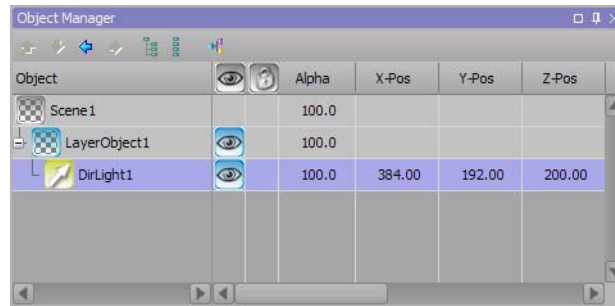 Object Manager
Object Alpha X-Pos Y-Pos Z-Pos
Scene1 100.0
LayerObject1 100.0
DirLight1 100.0 384.00 192.00 200.00